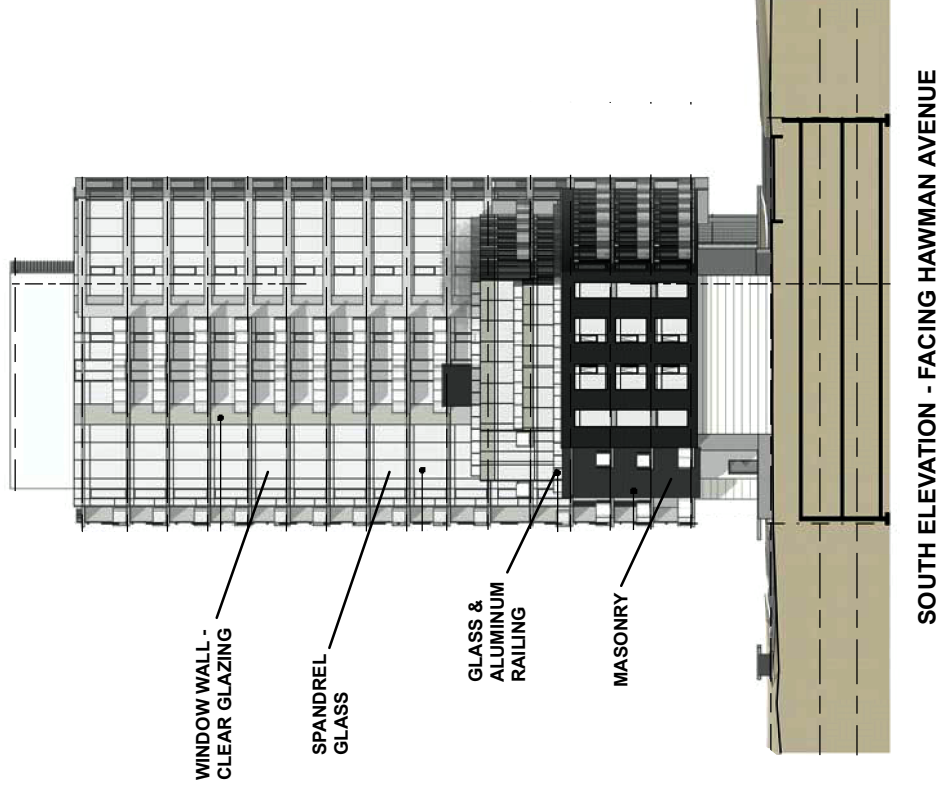 WINDOW WALL -
CLEAR GLAZING
SPANDREL
GLASS
GLASS &
ALUMINUM
RAILING
MASONRY
SOUTH ELEVATION - FACING HAWMAN AVENUE